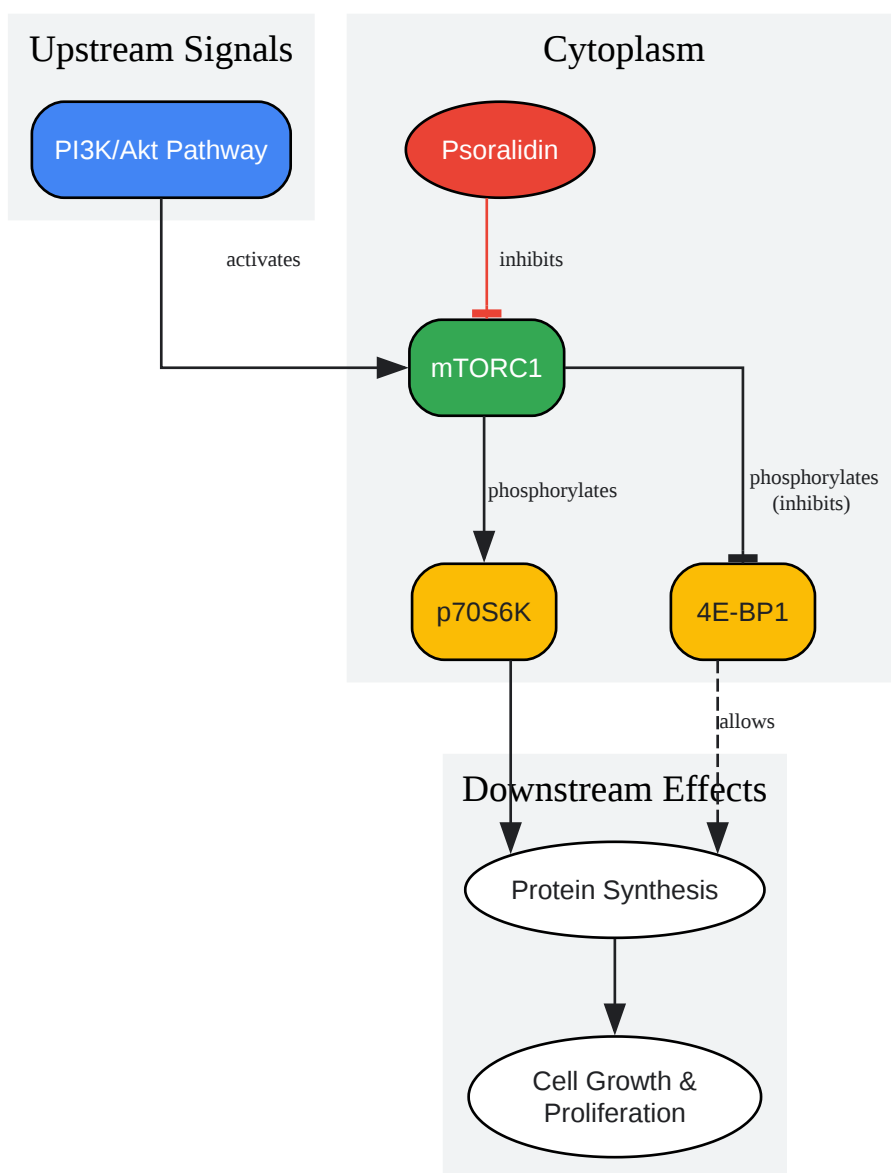 Upstream Signals
Cytoplasm
PI3K/Akt Pathway
Psoralidin
activates
inhibits
mTORC1
phosphorylates
(inhibits)
phosphorylates
p70S6K
4E-BP1
allows
Downstream Effects
Protein Synthesis
Cell Growth &
Proliferation